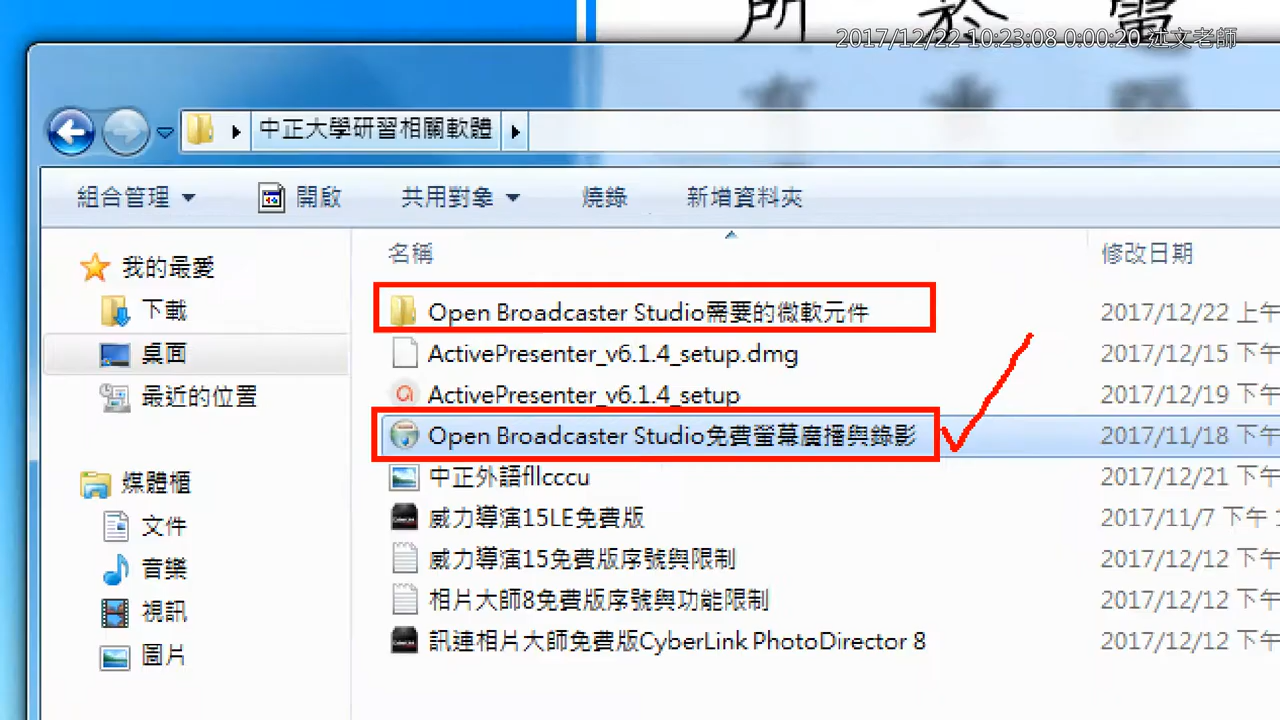 所 於 電
2017/12/22 10:23:08 0:00:20
老師
中正大學研習相關軟體
組合管理 開啟 共用對象 燒錄 新增資料夾
名稱 修改日期
我的最愛
下載
桌面
最近的位置
媒體櫃
文件
音樂
視訊
圖片
Open Broadcaster Studio需要的微軟元件 2017/12/22 上午
ActivePresenter_v6.1.4_setup.dmg 2017/12/15 下午
ActivePresenter_v6.1.4_setup 2017/12/19 下午
Open Broadcaster Studio免費螢幕廣播與錄影 2017/11/18 下午
中正外語fllcccu 2017/12/21 下午
威力導演15LE免費版 2017/11/7 下午
威力導演15免費版序號與限制 2017/12/12 下午
相片大師8免費版序號與功能限制 2017/12/12 下午
訊連相片大師免費版CyberLink PhotoDirector 8 2017/12/12 下午